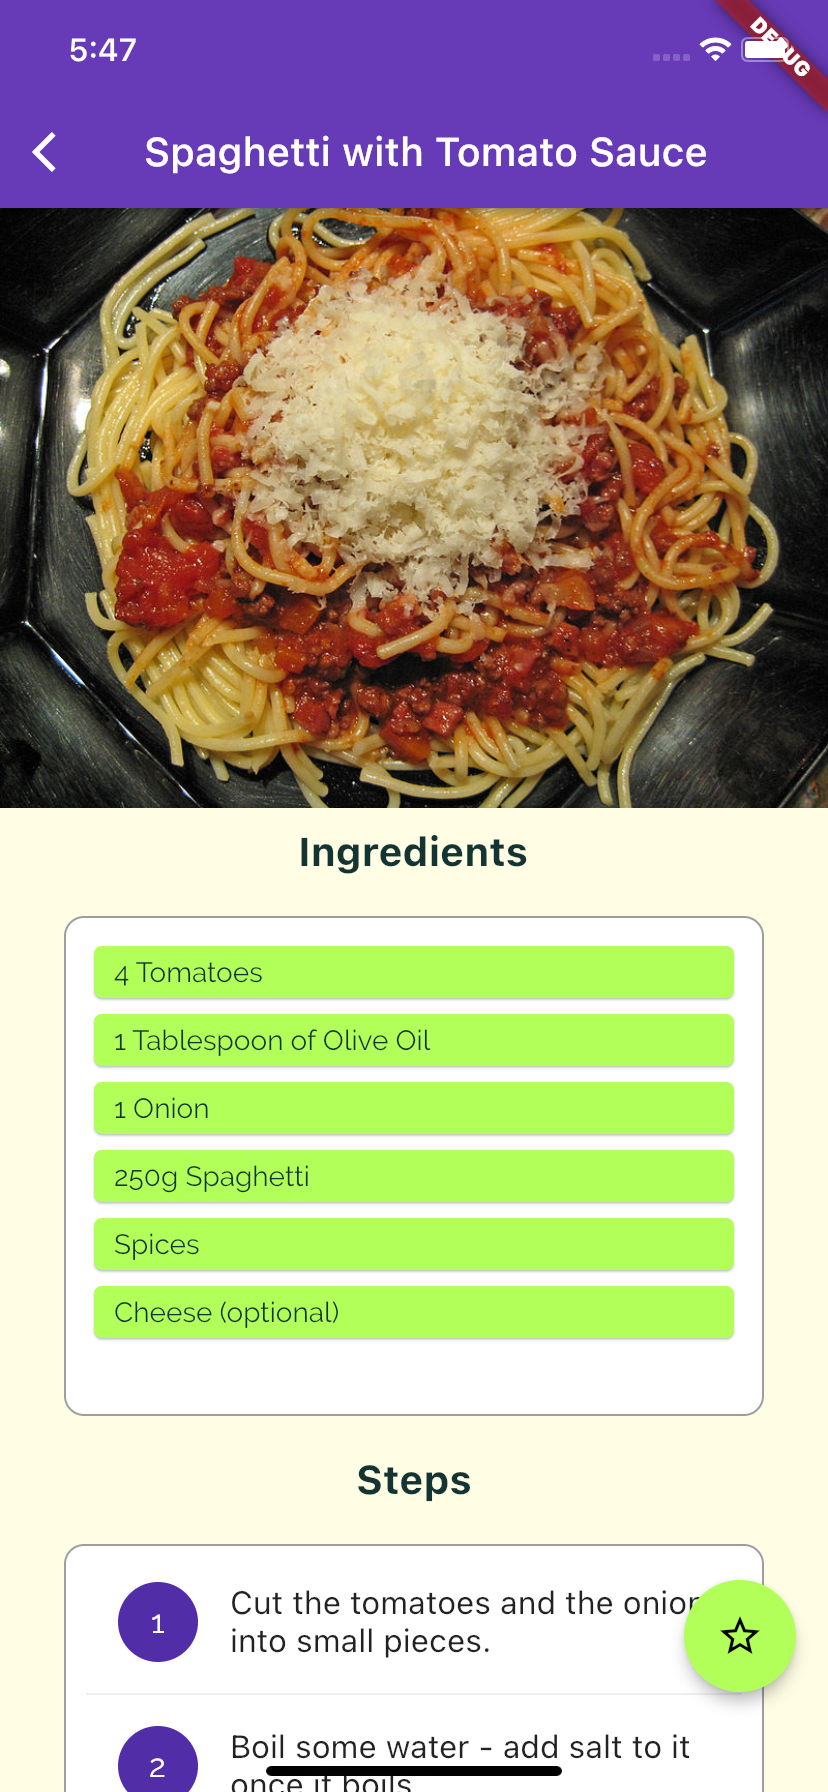 5:47
DEBUG
Spaghetti with Tomato Sauce
Ingredients
4 Tomatoes
1 Tablespoon of Olive Oil
1 Onion
250g Spaghetti
Spices
Cheese (optional)
Steps
1
Cut the tomatoes and the onion
into small pieces.
2
Boil some water - add salt to it
once it boils